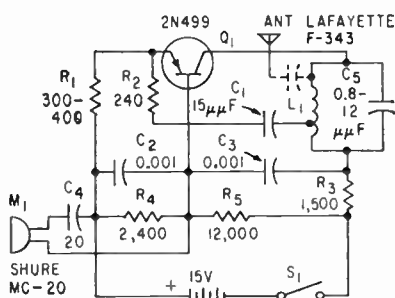 2N499
Q1
ANT LAFAYETTE
F-343
R1
300-
400
R2
240
C1
15μμF
L1
C5
0.8-
12
μμF
C2
0.001
C3
0.001
R3
1,500
M1
C4
20
R4
2,400
R5
12,000
SHURE
MC-20
+
15V
S1